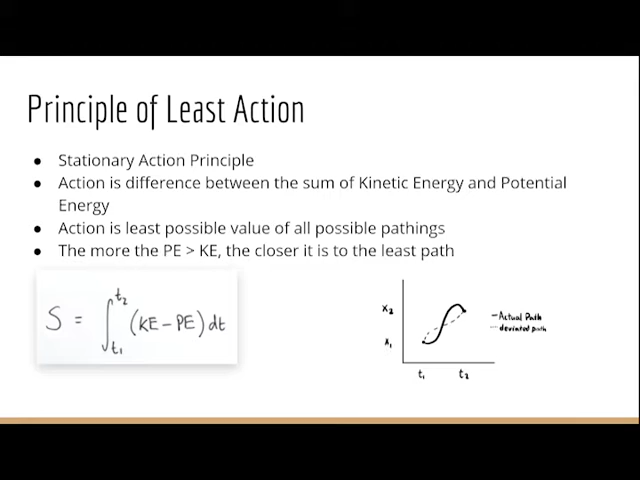 Principle of Least Action
● Stationary Action Principle
● Action is difference between the sum of Kinetic Energy and Potential
Energy
● Action is least possible value of all possible pathings
● The more the PE > KE, the closer it is to the least path
S = ∫_{t₁}^{t₂} (KE − PE) dt
x₂
x₁
t₁ t₂
— Actual Path
--- deviated path